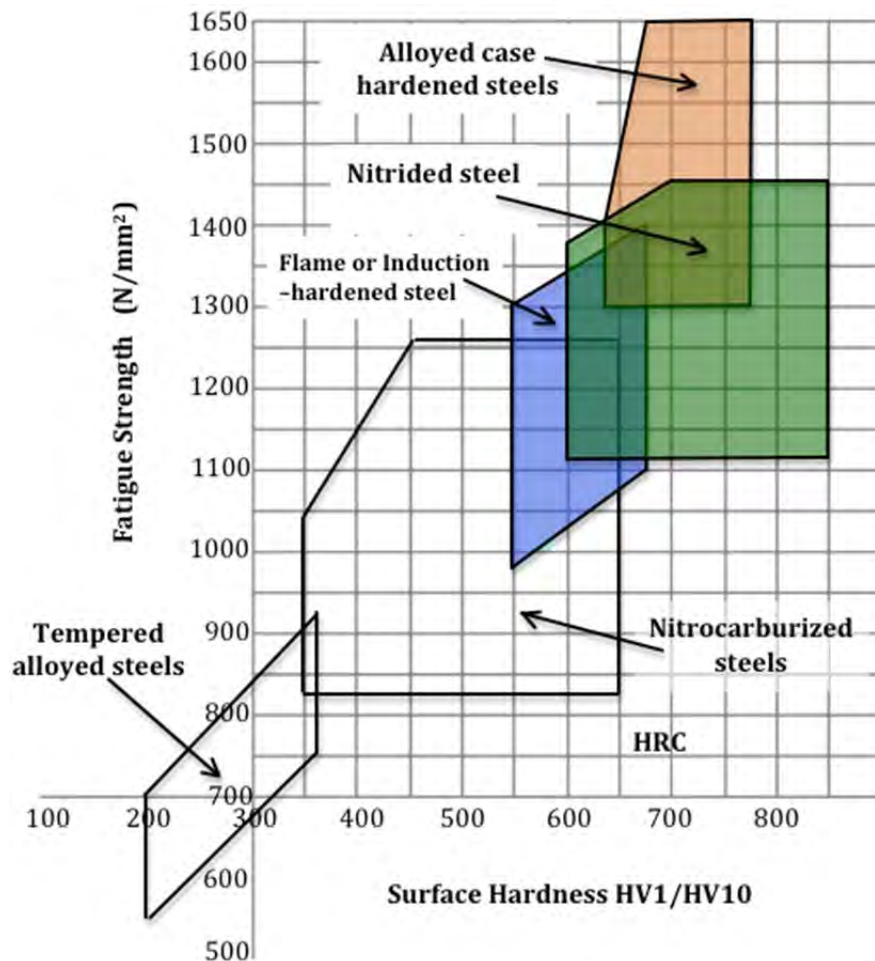 1650
1600
Alloyed case
hardened steels
1500
Nitrided steel
1400
Flame or Induction
–hardened steel
1300
1200
1100
1000
900
Tempered
alloyed steels
Nitrocarburized
steels
800
HRC
700
100 200 300 400 500 600 700 800
600
500
Surface Hardness HV1/HV10
Fatigue Strength (N/mm²)